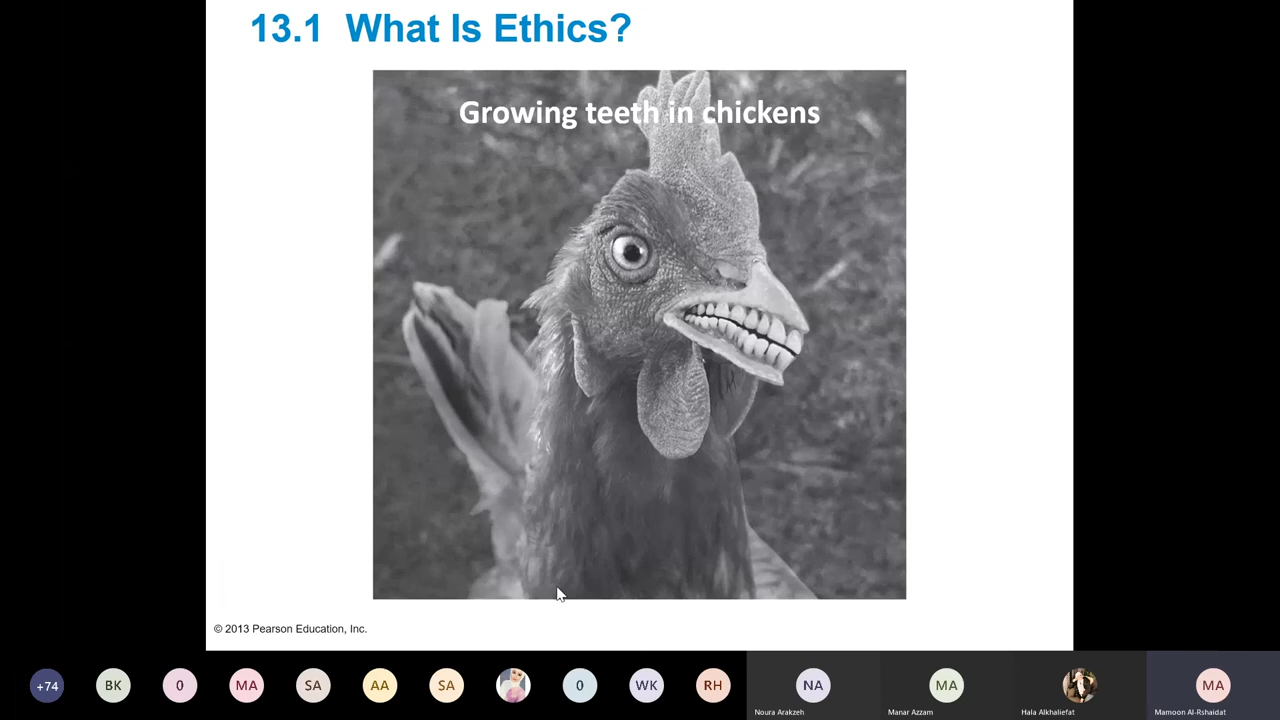 13.1 What Is Ethics?
Growing teeth in chickens
© 2013 Pearson Education, Inc.
+74 BK 0 MA SA AA SA 0 WK RH NA MA MA
Noura Arakzeh Manar Azzam Hala Alkhaliefat Mamoon Al-Rshaidat